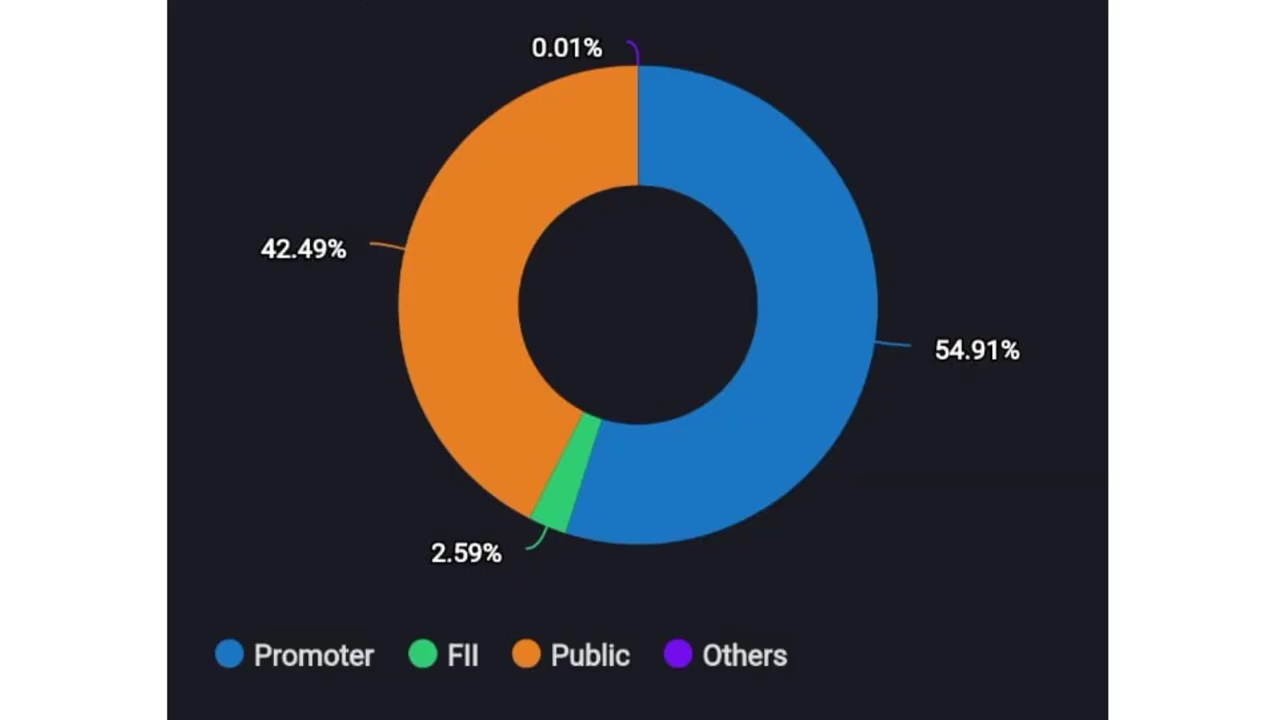 0.01%
42.49%
54.91%
2.59%
Promoter FII Public Others